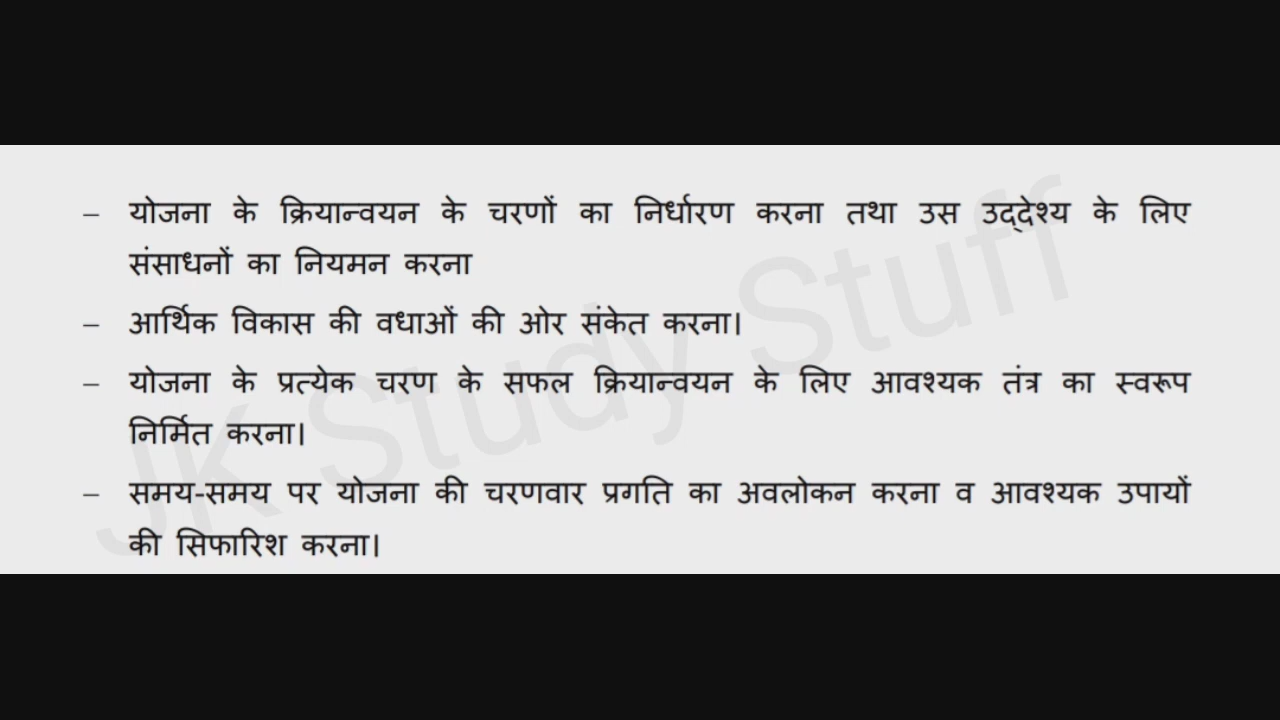 – योजना के क्रियान्वयन के चरणों का निर्धारण करना तथा उस उद्देश्य के लिए
संसाधनों का नियमन करना
– आर्थिक विकास की वधाओं की ओर संकेत करना।
– योजना के प्रत्येक चरण के सफल क्रियान्वयन के लिए आवश्यक तंत्र का स्वरूप
निर्मित करना।
– समय-समय पर योजना की चरणवार प्रगति का अवलोकन करना व आवश्यक उपायों
की सिफारिश करना।
JK Study Stuff